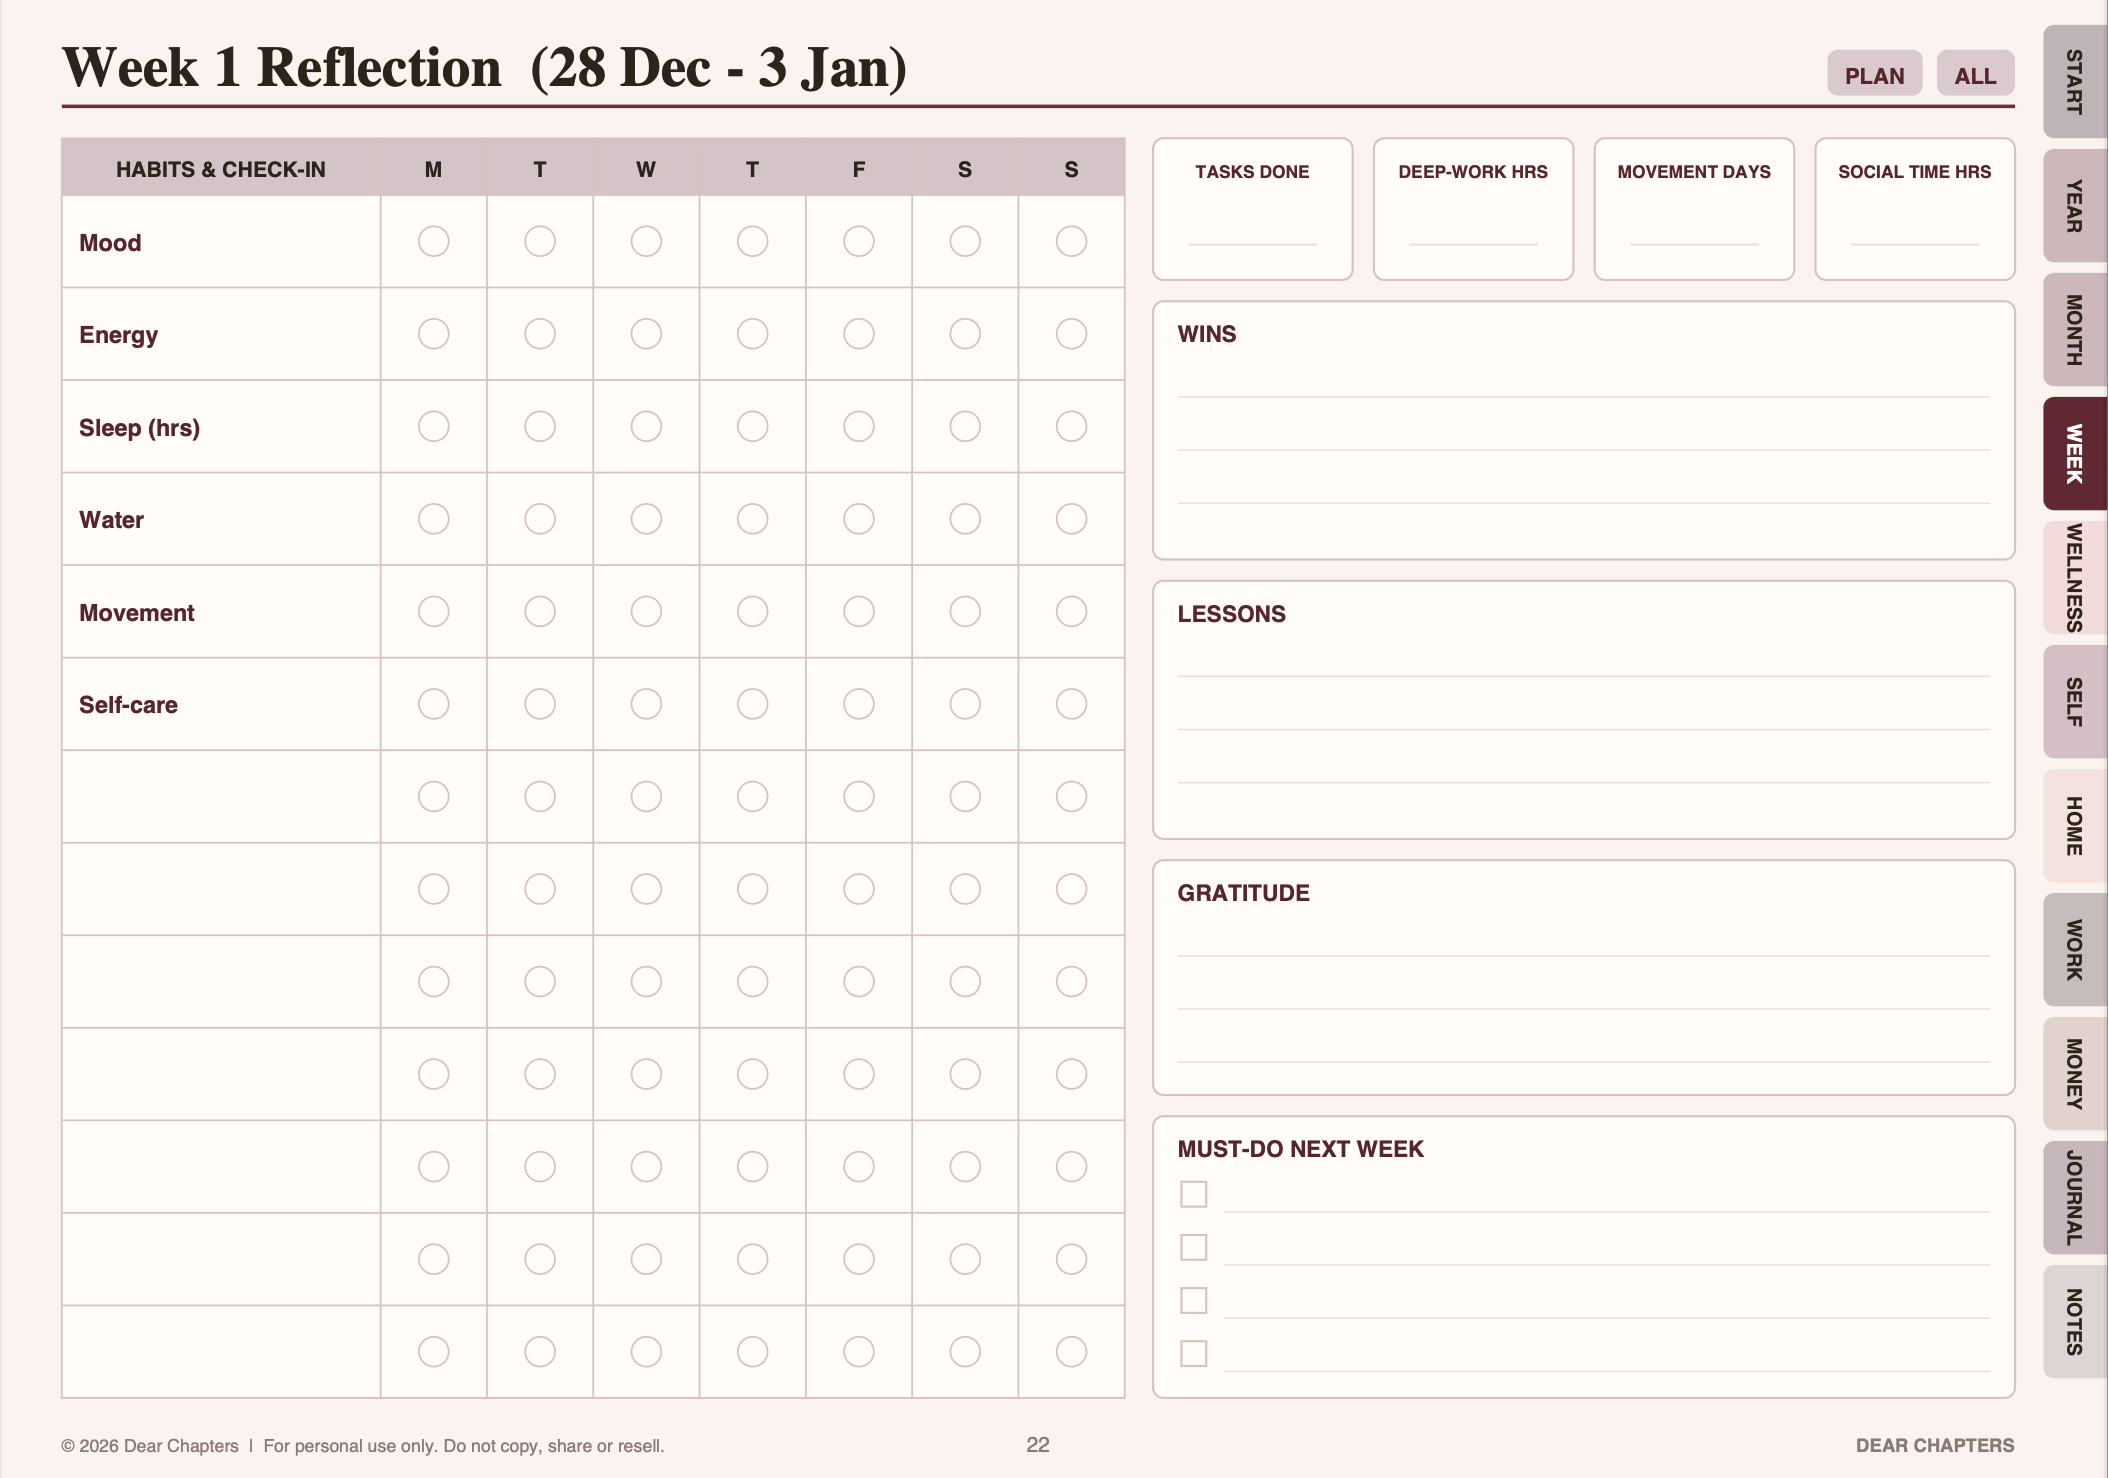 Week 1 Reflection (28 Dec - 3 Jan)
PLAN
ALL
HABITS & CHECK-IN M T W T F S S
Mood
Energy
Sleep (hrs)
Water
Movement
Self-care
TASKS DONE
DEEP-WORK HRS
MOVEMENT DAYS
SOCIAL TIME HRS
WINS
LESSONS
GRATITUDE
MUST-DO NEXT WEEK
START
YEAR
MONTH
WEEK
WELLNESS
SELF
HOME
WORK
MONEY
JOURNAL
NOTES
© 2026 Dear Chapters | For personal use only. Do not copy, share or resell.
22
DEAR CHAPTERS